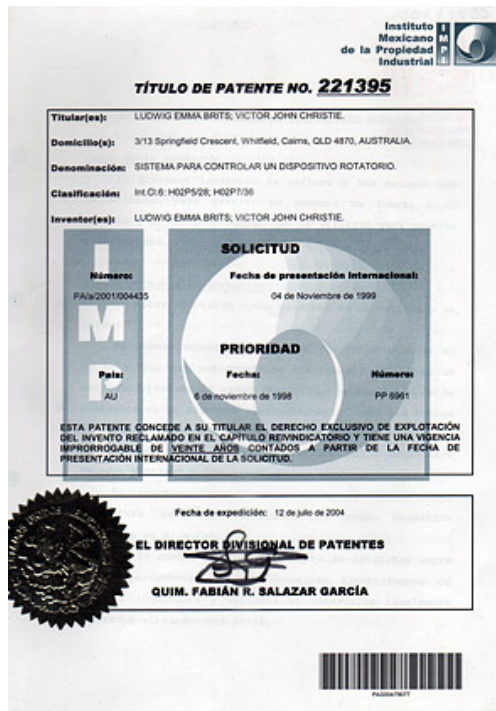 Instituto
Mexicano
de la Propiedad
Industrial
IMPI
TÍTULO DE PATENTE NO. 221395
Titular(es): LUDWIG EMMA BRITS; VICTOR JOHN CHRISTIE.
Domicilio(s): 3/13 Springfield Crescent, Whitfield, Cairns, QLD 4870, AUSTRALIA.
Denominación: SISTEMA PARA CONTROLAR UN DISPOSITIVO ROTATORIO.
Clasificación: Int.Cl.6: H02P5/28; H02P7/36
Inventor(es): LUDWIG EMMA BRITS; VICTOR JOHN CHRISTIE.
IMPI
SOLICITUD
Número: Fecha de presentación Internacional:
PA/a/2001/004435 04 de Noviembre de 1999
PRIORIDAD
País: Fecha: Número:
AU 6 de noviembre de 1998 PP 6961
ESTA PATENTE CONCEDE A SU TITULAR EL DERECHO EXCLUSIVO DE EXPLOTACIÓN
DEL INVENTO RECLAMADO EN EL CAPÍTULO REIVINDICATORIO Y TIENE UNA VIGENCIA
IMPRORROGABLE DE VEINTE AÑOS CONTADOS A PARTIR DE LA FECHA DE
PRESENTACIÓN INTERNACIONAL DE LA SOLICITUD.
Fecha de expedición: 12 de julio de 2004
EL DIRECTOR DIVISIONAL DE PATENTES
QUIM. FABIÁN R. SALAZAR GARCÍA